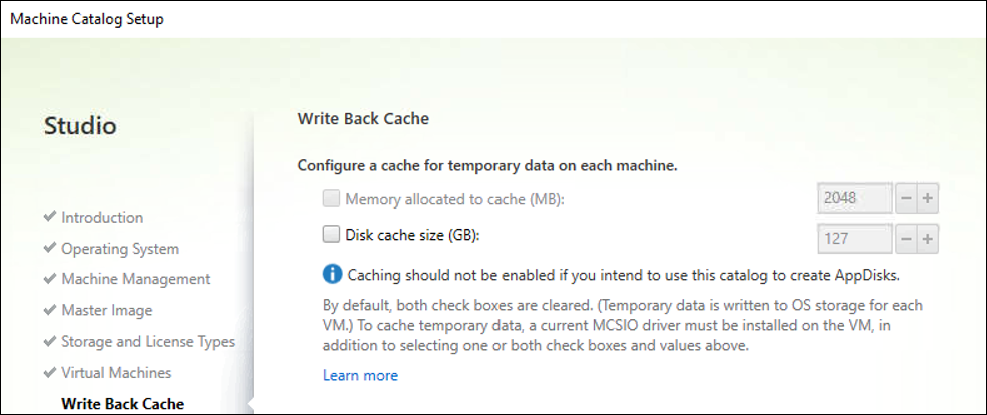 Machine Catalog Setup
Studio
Introduction
Operating System
Machine Management
Master Image
Storage and License Types
Virtual Machines
Write Back Cache
Write Back Cache
Configure a cache for temporary data on each machine.
Memory allocated to cache (MB):
2048
Disk cache size (GB):
127
Caching should not be enabled if you intend to use this catalog to create AppDisks.
By default, both check boxes are cleared. (Temporary data is written to OS storage for each
VM.) To cache temporary data, a current MCSIO driver must be installed on the VM, in
addition to selecting one or both check boxes and values above.
Learn more